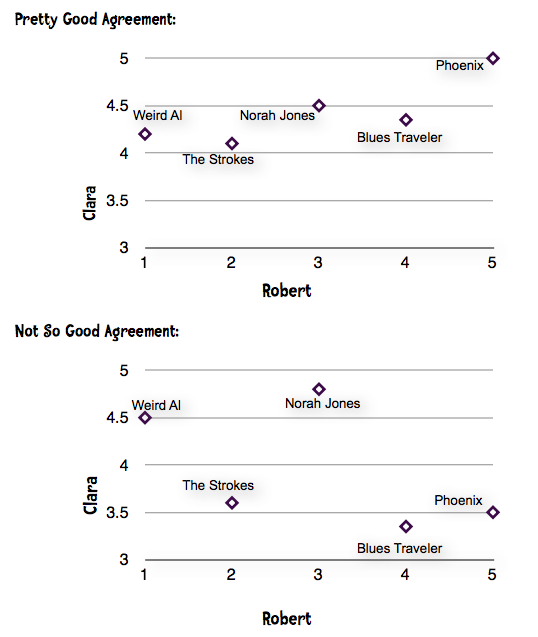 Pretty Good Agreement:
5
Phoenix
4.5
Weird Al
Norah Jones
Blues Traveler
4
The Strokes
Clara
3.5
3
1 2 3 4 5
Robert
Not So Good Agreement:
5
Weird Al
Norah Jones
4.5
4
The Strokes
Phoenix
Clara
3.5
Blues Traveler
3
1 2 3 4 5
Robert